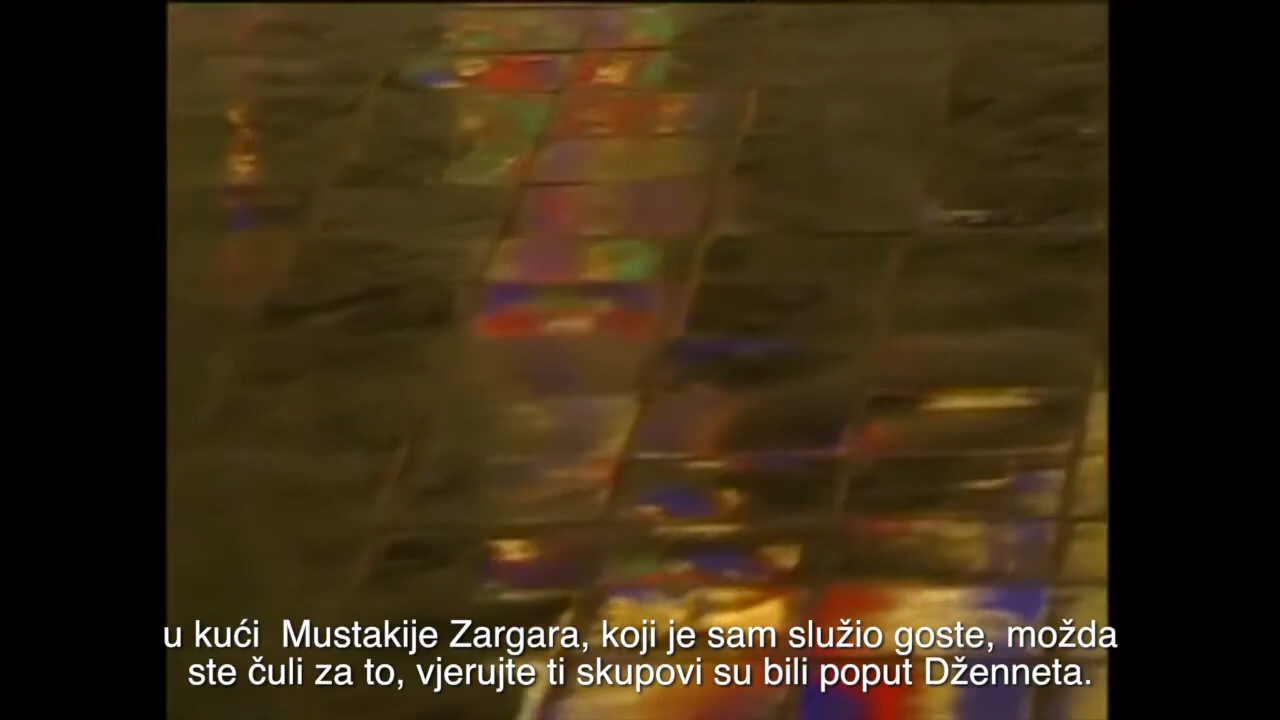 u kući  Mustakije Zargara, koji je sam služio goste, možda
ste čuli za to, vjerujte ti skupovi su bili poput Dženneta.